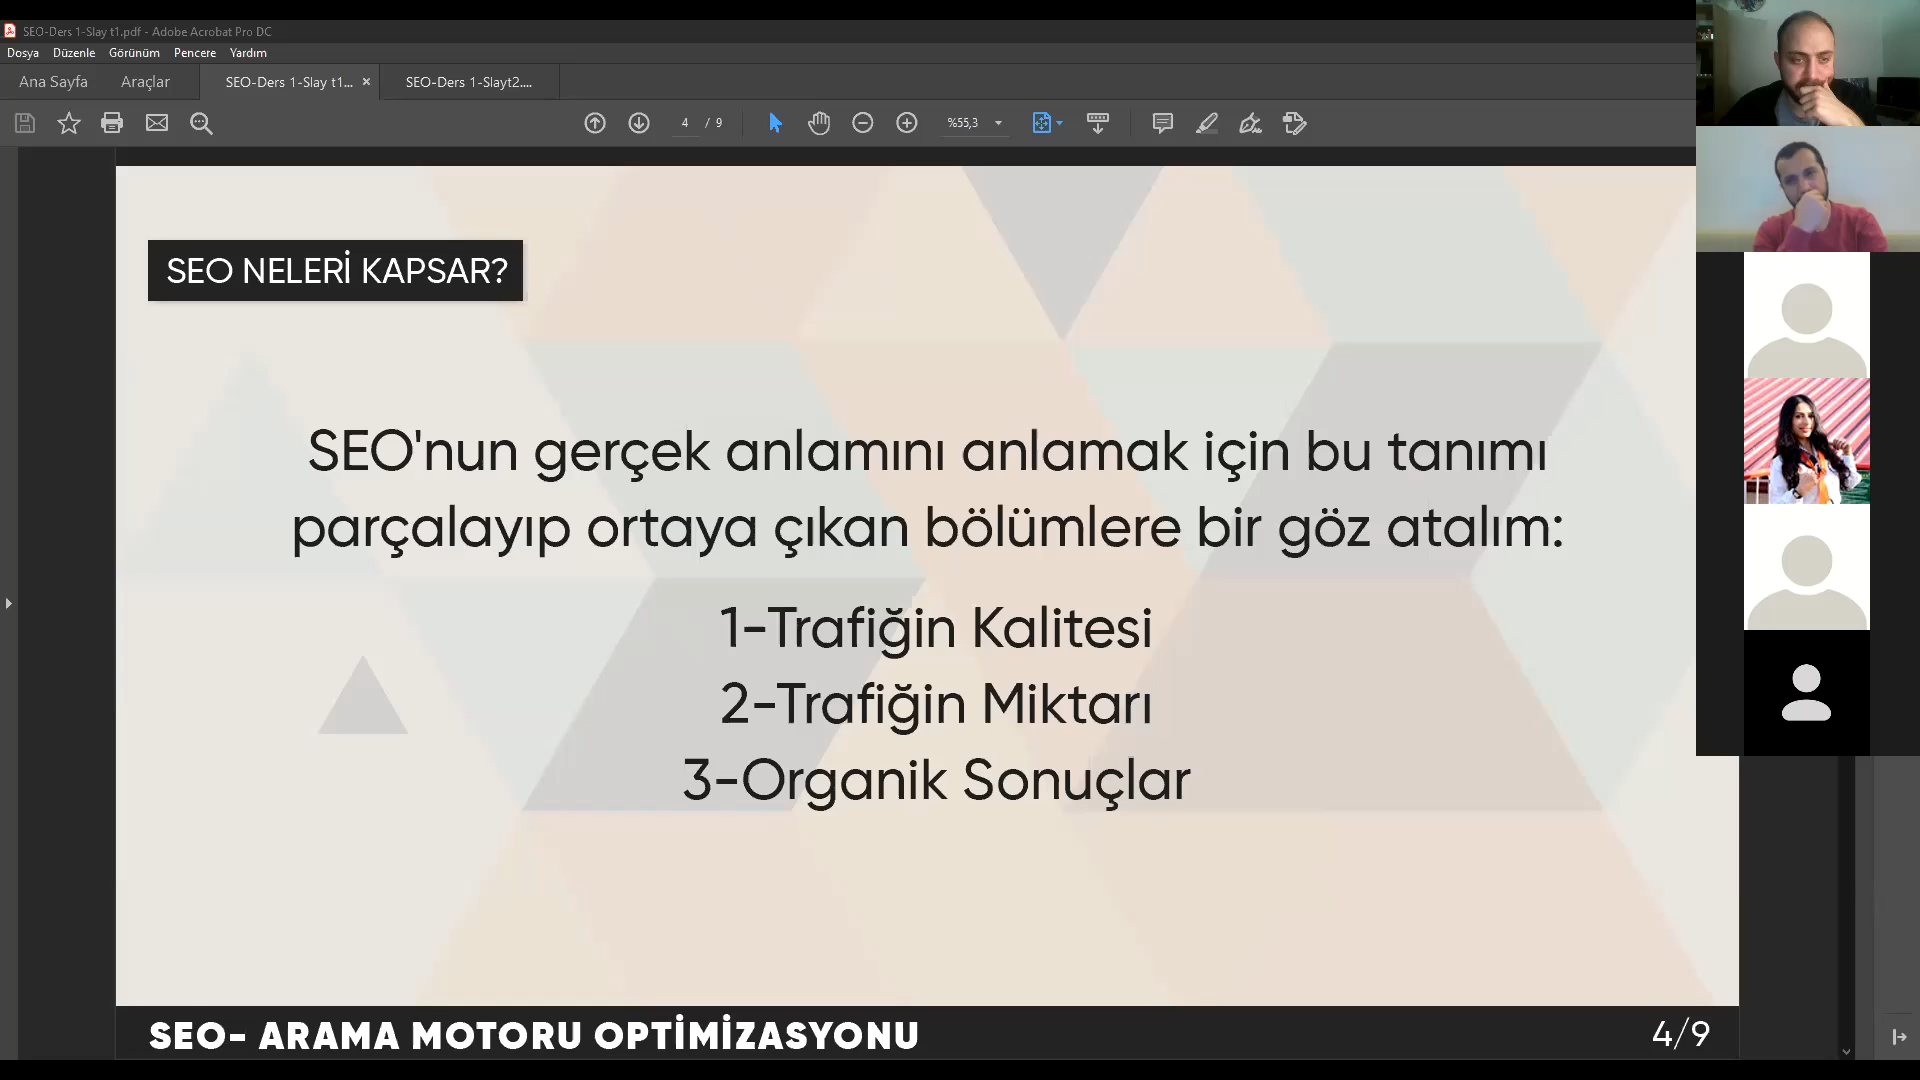 SEO-Ders 1-Slay t1.pdf - Adobe Acrobat Pro DC
Dosya Düzenle Görünüm Pencere Yardım
Ana Sayfa Araçlar SEO-Ders 1-Slay t1... × SEO-Ders 1-Slayt2....
4 / 9 %55,3
SEO NELERİ KAPSAR?
SEO'nun gerçek anlamını anlamak için bu tanımı
parçalayıp ortaya çıkan bölümlere bir göz atalım:
1-Trafiğin Kalitesi
2-Trafiğin Miktarı
3-Organik Sonuçlar
SEO- ARAMA MOTORU OPTİMİZASYONU 4/9